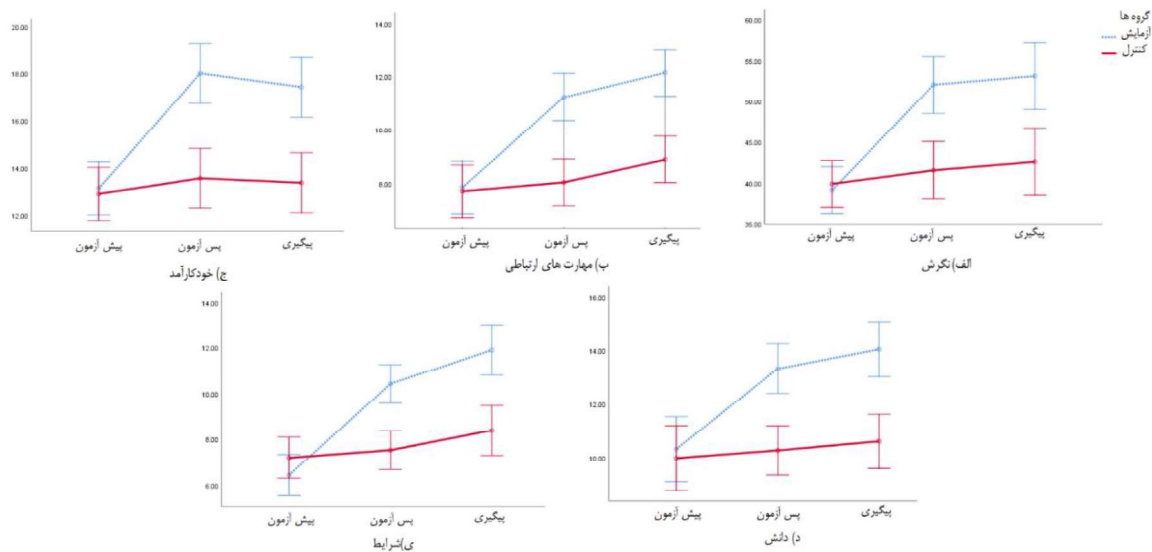 گروه ها
آزمایش
کنترل
60.00
55.00
50.00
45.00
40.00
35.00
پیش آزمون
پس آزمون
پیگیری
الف) نگرش
14.00
12.00
10.00
8.00
پیش آزمون
پس آزمون
پیگیری
ب) مهارت های ارتباطی
20.00
18.00
16.00
14.00
12.00
پیش آزمون
پس آزمون
پیگیری
ج) خودکارآمد
16.00
14.00
12.00
10.00
پیش آزمون
پس آزمون
پیگیری
د) دانش
14.00
12.00
10.00
8.00
6.00
پیش آزمون
پس آزمون
پیگیری
ی) شرایط